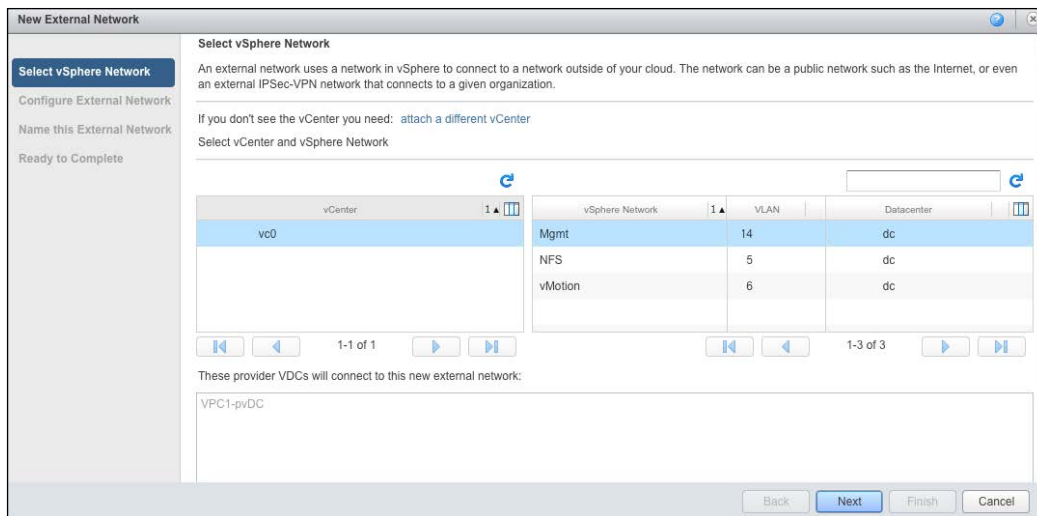 New External Network
Select vSphere Network
Configure External Network
Name this External Network
Ready to Complete
Select vSphere Network
An external network uses a network in vSphere to connect to a network outside of your cloud. The network can be a public network such as the Internet, or even
an external IPSec-VPN network that connects to a given organization.
If you don't see the vCenter you need: attach a different vCenter
Select vCenter and vSphere Network
vCenter 1
vc0
1-1 of 1
vSphere Network 1 VLAN Datacenter
Mgmt 14 dc
NFS 5 dc
vMotion 6 dc
1-3 of 3
These provider VDCs will connect to this new external network:
VPC1-pvDC
Back Next Finish Cancel